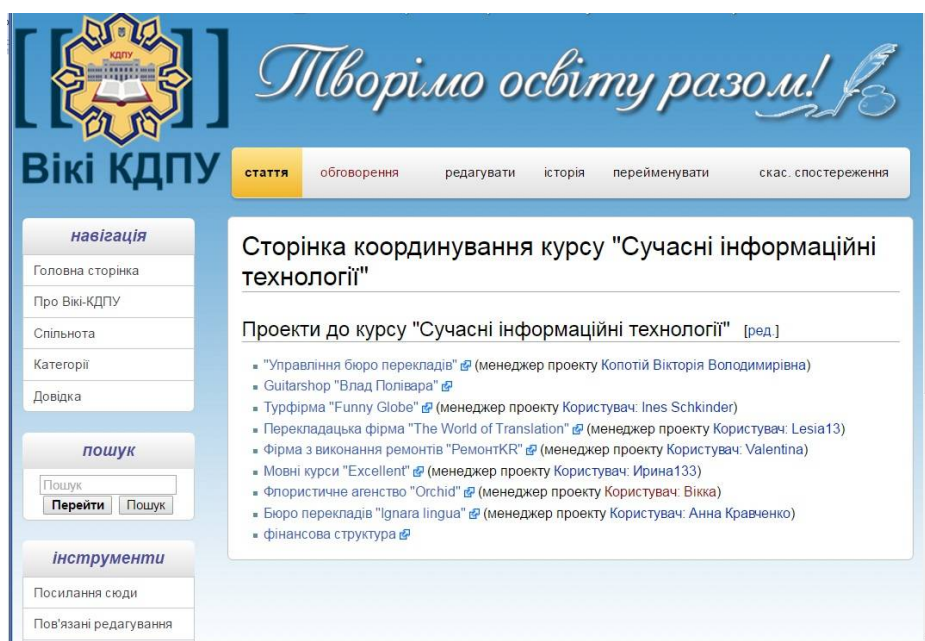 КДПУ
Творімо освіту разом!
Вікі КДПУ
стаття обговорення редагувати історія перейменувати скас. спостереження
навігація
Головна сторінка
Про Вікі-КДПУ
Спільнота
Категорії
Довідка
пошук
Пошук
Перейти Пошук
інструменти
Посилання сюди
Пов'язані редагування
Сторінка координування курсу "Сучасні інформаційні
технології"
Проекти до курсу "Сучасні інформаційні технології" [ред.]
"Управління бюро перекладів" (менеджер проекту Копотій Вікторія Володимирівна)
Guitarshop "Влад Полівара"
Турфірма "Funny Globe" (менеджер проекту Користувач: Ines Schkinder)
Перекладацька фірма "The World of Translation" (менеджер проекту Користувач: Lesia13)
Фірма з виконання ремонтів "РемонтKR" (менеджер проекту Користувач: Valentina)
Мовні курси "Excellent" (менеджер проекту Користувач: Ирина133)
Флористичне агенство "Orchid" (менеджер проекту Користувач: Вікка)
Бюро перекладів "Ignara lingua" (менеджер проекту Користувач: Анна Кравченко)
фінансова структура